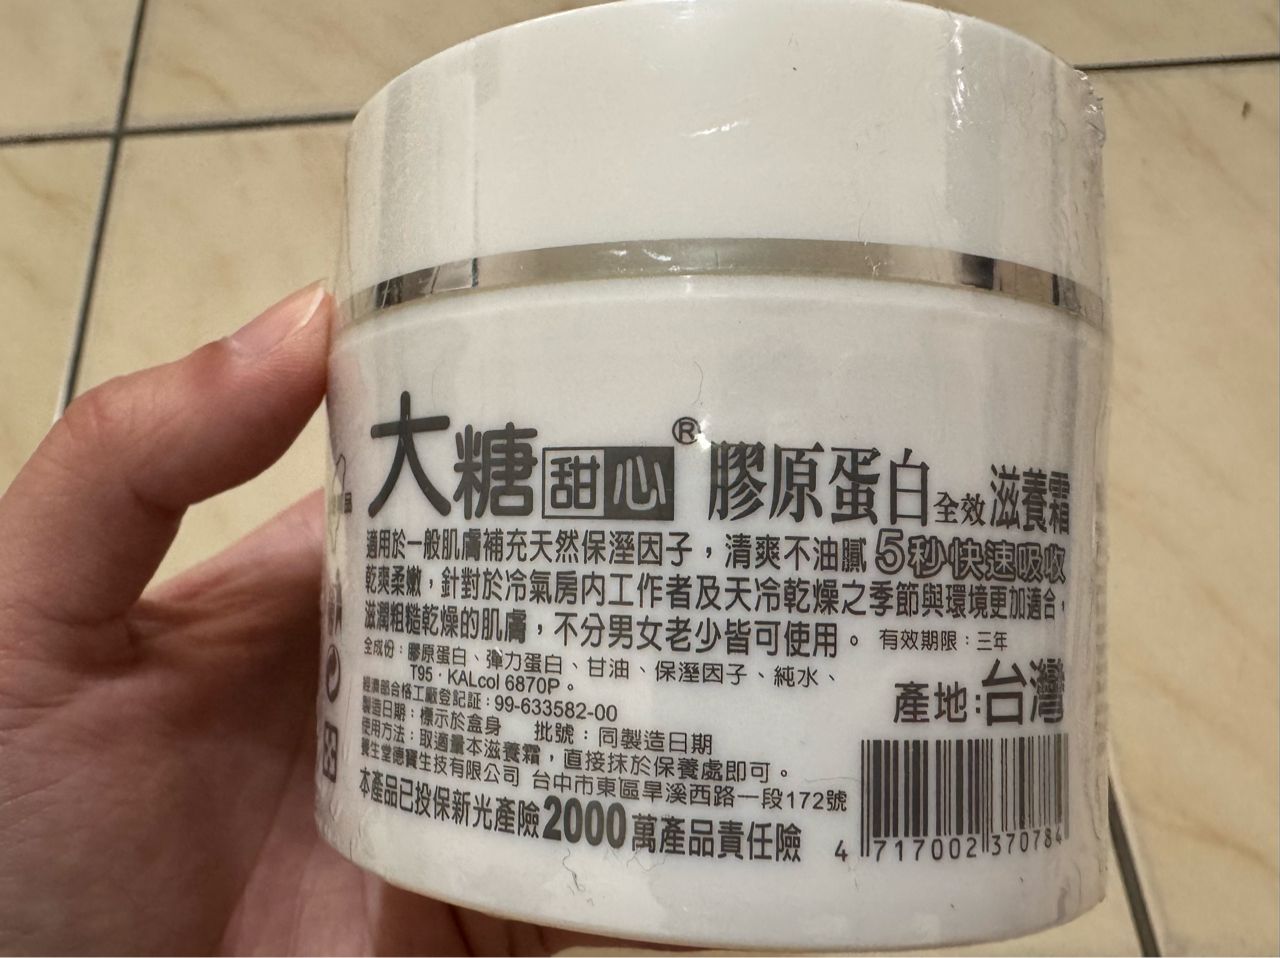 大糖甜心® 膠原蛋白全效滋養霜
適用於一般肌膚補充天然保溼因子，清爽不油膩5秒快速吸收
乾爽柔嫩，針對於冷氣房內工作者及天冷乾燥之季節與環境更加適合，
滋潤粗糙乾燥的肌膚，不分男女老少皆可使用。 有效期限：三年
全成份：膠原蛋白、彈力蛋白、甘油、保溼因子、純水、
T95．KALcol 6870P。
經濟部合格工廠登記証：99-633582-00
製造日期：標示於盒身 批號：同製造日期
使用方法：取適量本滋養霜，直接抹於保養處即可。
養生堂德寶生技有限公司 台中市東區旱溪西路一段172號
本產品已投保新光產險2000萬產品責任險
產地：台灣
4 717002 370784